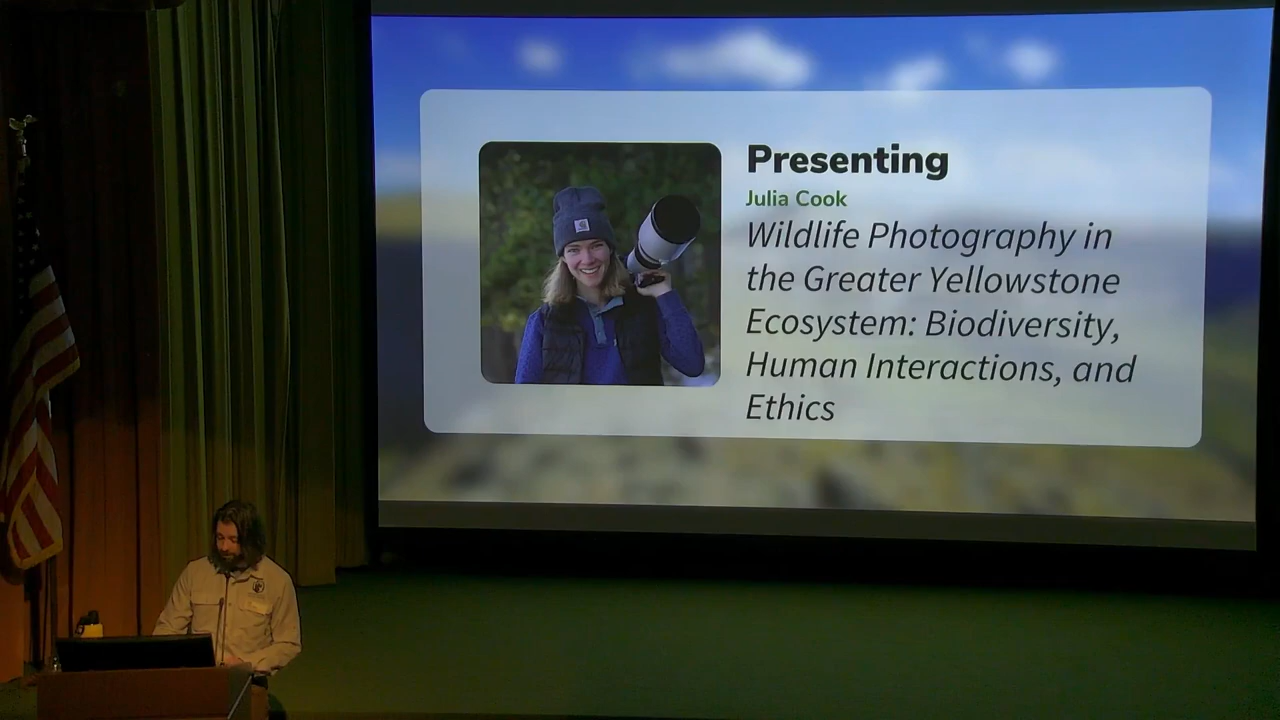 Presenting
Julia Cook
Wildlife Photography in
the Greater Yellowstone
Ecosystem: Biodiversity,
Human Interactions, and
Ethics